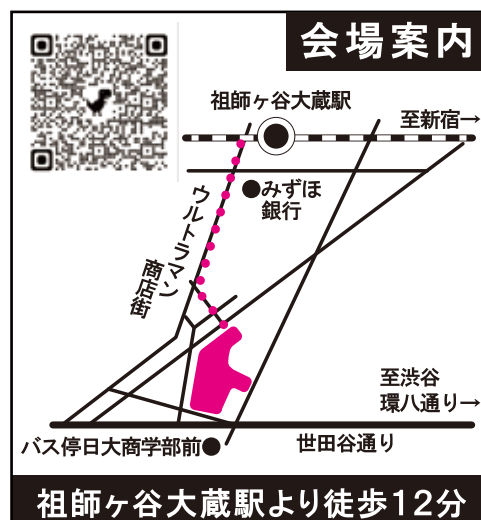 会場案内
祖師ヶ谷大蔵駅
至新宿→
みずほ
銀行
ウルトラマン
商店街
至渋谷
環八通り→
バス停日大商学部前
世田谷通り
祖師ヶ谷大蔵駅より徒歩12分